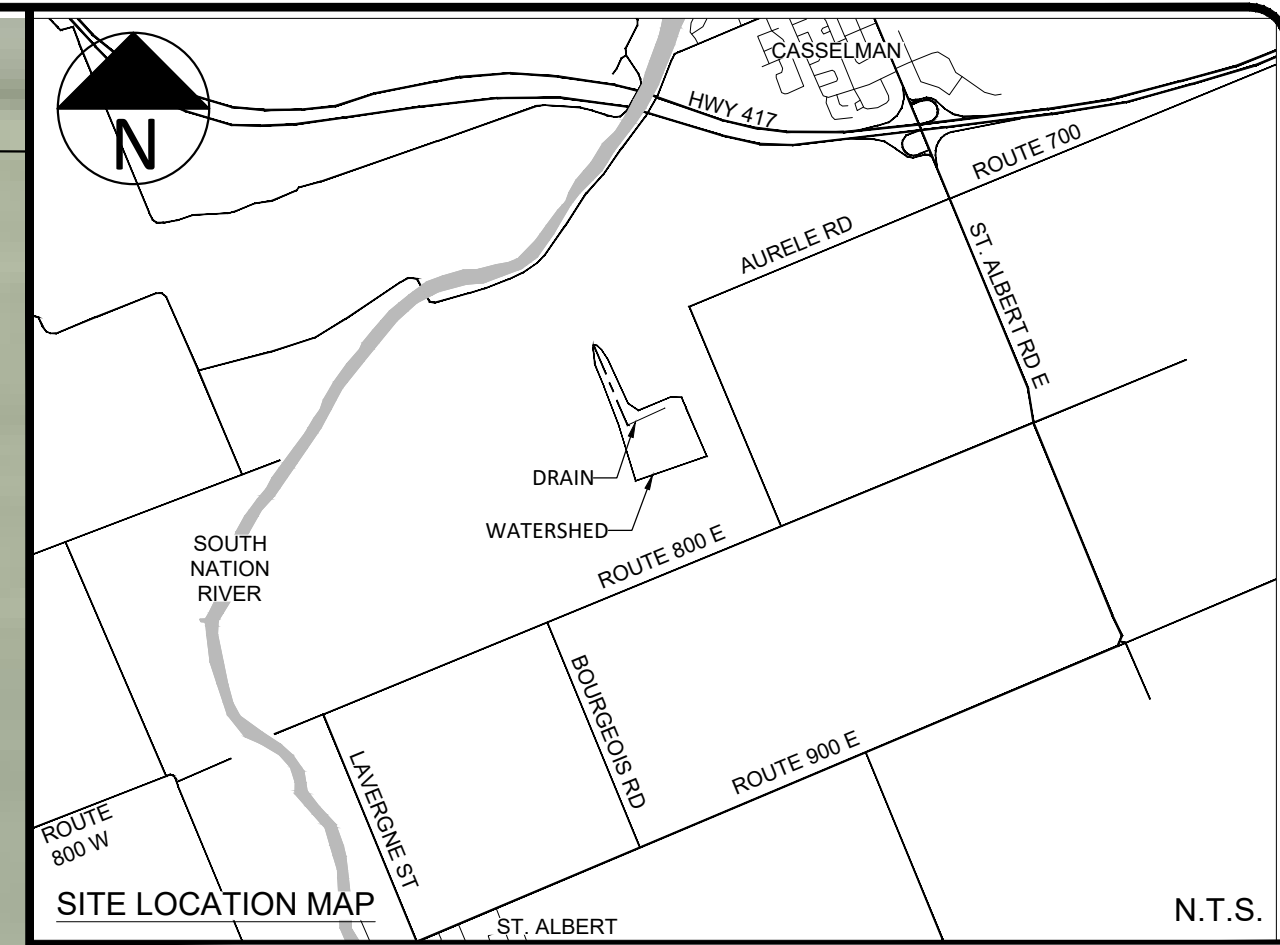 N
CASSELMAN
HWY 417
ROUTE 700
AURELE RD
ST. ALBERT RD E
DRAIN
WATERSHED
SOUTH
NATION
RIVER
ROUTE 800 E
BOURGEOIS RD
ROUTE 900 E
LAVERGNE ST
ROUTE
800 W
SITE LOCATION MAP
ST. ALBERT
N.T.S.